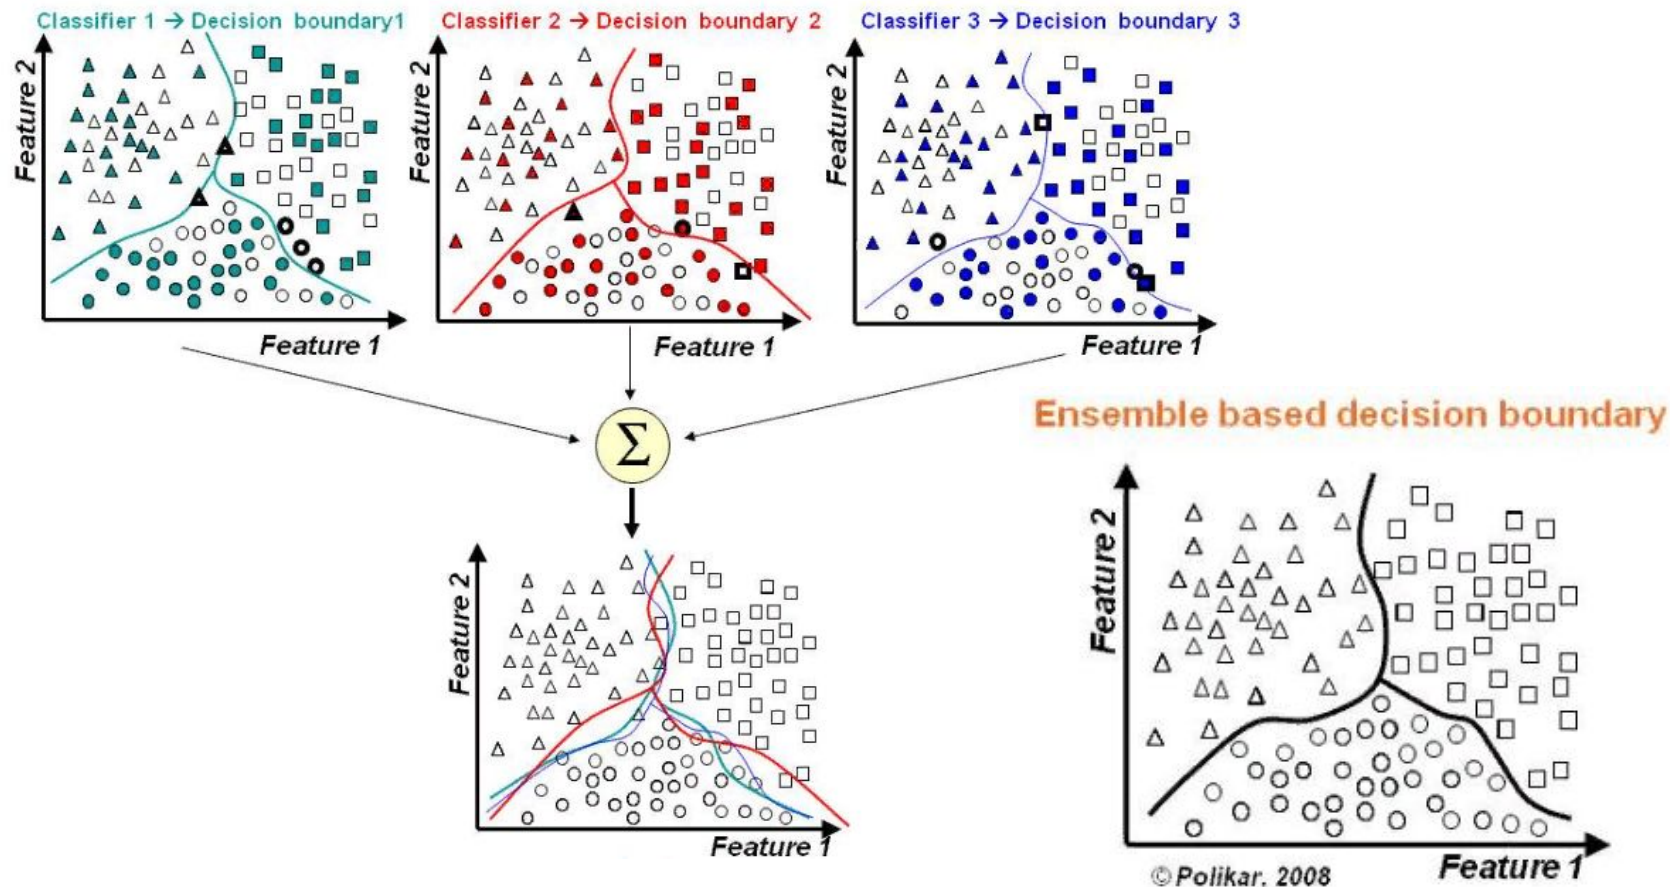 Classifier 1 → Decision boundary1
Classifier 2 → Decision boundary 2
Classifier 3 → Decision boundary 3
Feature 2
Feature 1
Feature 2
Feature 1
Feature 2
Feature 1
Σ
Ensemble based decision boundary
Feature 2
Feature 1
Feature 2
Feature 1
© Polikar, 2008